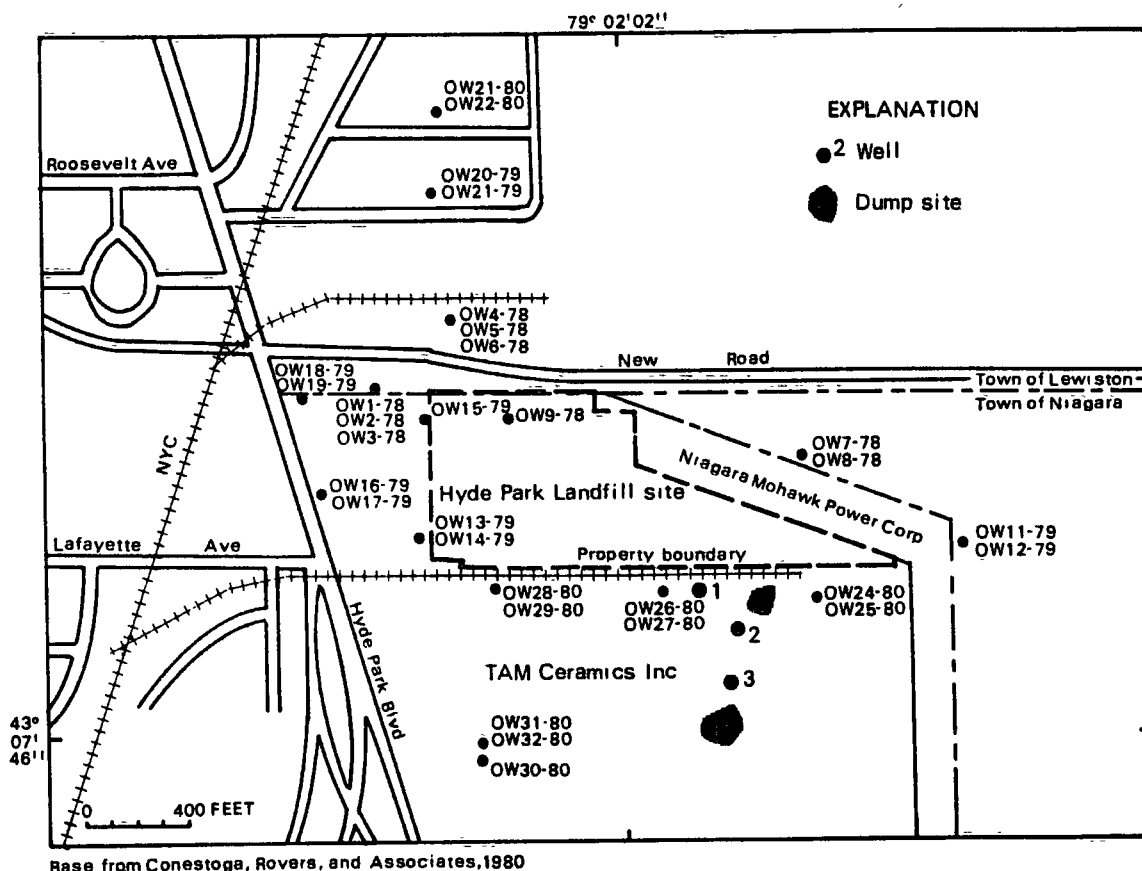 79° 02'02"
OW21-80
OW22-80
EXPLANATION
2 Well
Dump site
Roosevelt Ave
OW20-79
OW21-79
OW4-78
OW5-78
OW6-78
New Road
Town of Lewiston
Town of Niagara
OW18-79
OW19-79
OW1-78
OW2-78
OW3-78
OW15-79
OW9-78
OW7-78
OW8-78
NYC
Niagara Mohawk Power Corp
OW16-79
OW17-79
Hyde Park Landfill site
OW13-79
OW14-79
OW11-79
OW12-79
Lafayette Ave
Property boundary
OW28-80
OW29-80
OW26-80
OW27-80
1
OW24-80
OW25-80
2
Hyde Park Blvd
TAM Ceramics Inc
3
43°
07'
46"
OW31-80
OW32-80
OW30-80
0 400 FEET
Base from Conestoga, Rovers, and Associates,1980